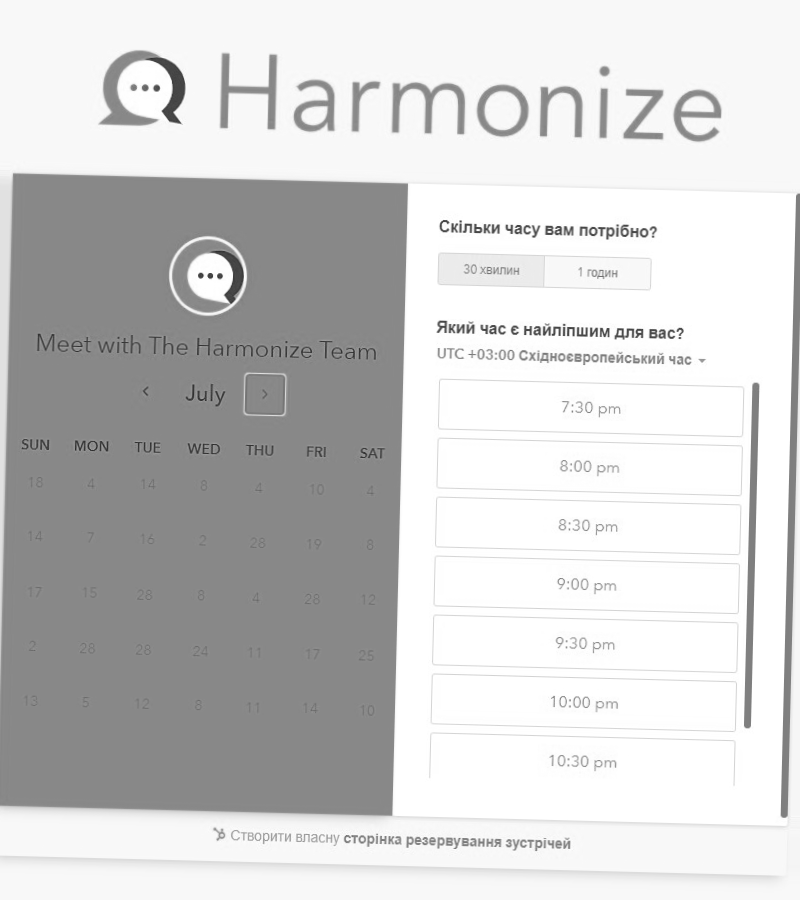 Harmonize
Meet with The Harmonize Team
July
SUN MON TUE WED THU FRI SAT
18 4 14 8 4 10 4
14 7 16 2 28 19 8
17 15 28 8 4 28 12
2 28 28 24 11 17 25
13 5 12 8 11 14 10
Скільки часу вам потрібно?
30 хвилин 1 годин
Який час є найліпшим для вас?
UTC +03:00 Східноєвропейський час
7:30 pm
8:00 pm
8:30 pm
9:00 pm
9:30 pm
10:00 pm
10:30 pm
Створити власну сторінка резервування зустрічей